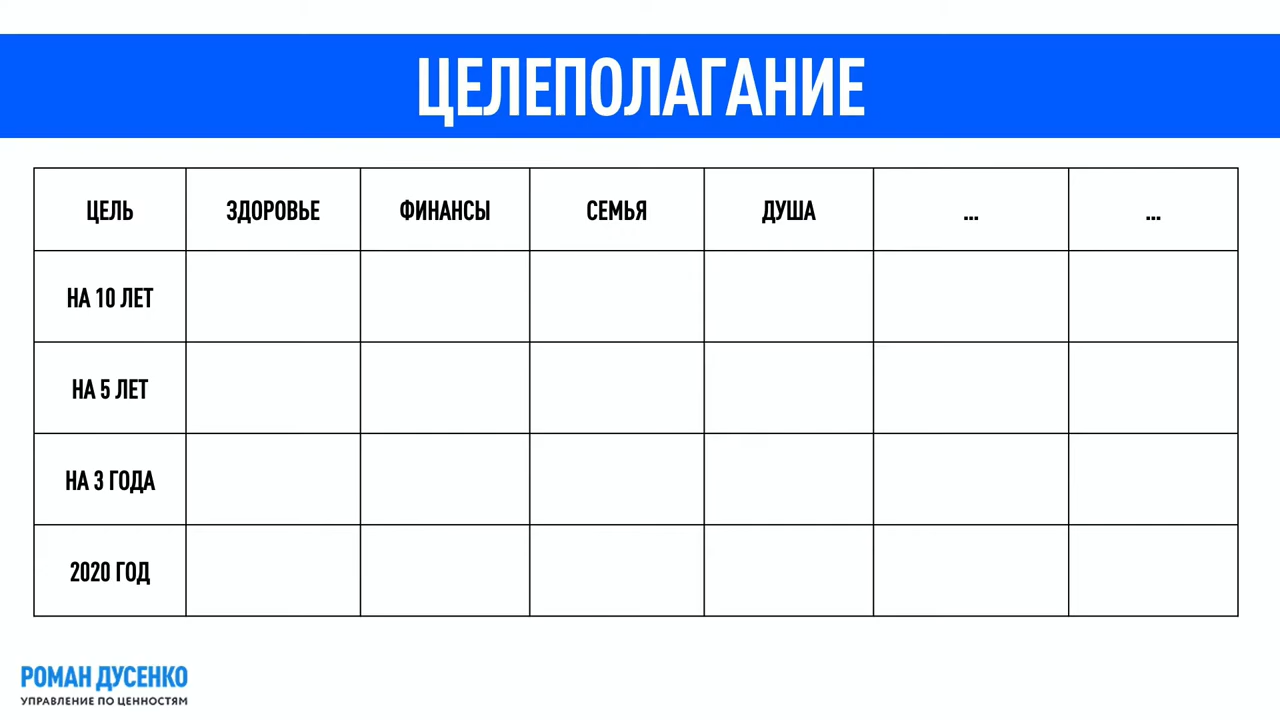 ЦЕЛЕПОЛАГАНИЕ
ЦЕЛЬ ЗДОРОВЬЕ ФИНАНСЫ СЕМЬЯ ДУША ... ...
НА 10 ЛЕТ
НА 5 ЛЕТ
НА 3 ГОДА
2020 ГОД
РОМАН ДУСЕНКО
УПРАВЛЕНИЕ ПО ЦЕННОСТЯМ